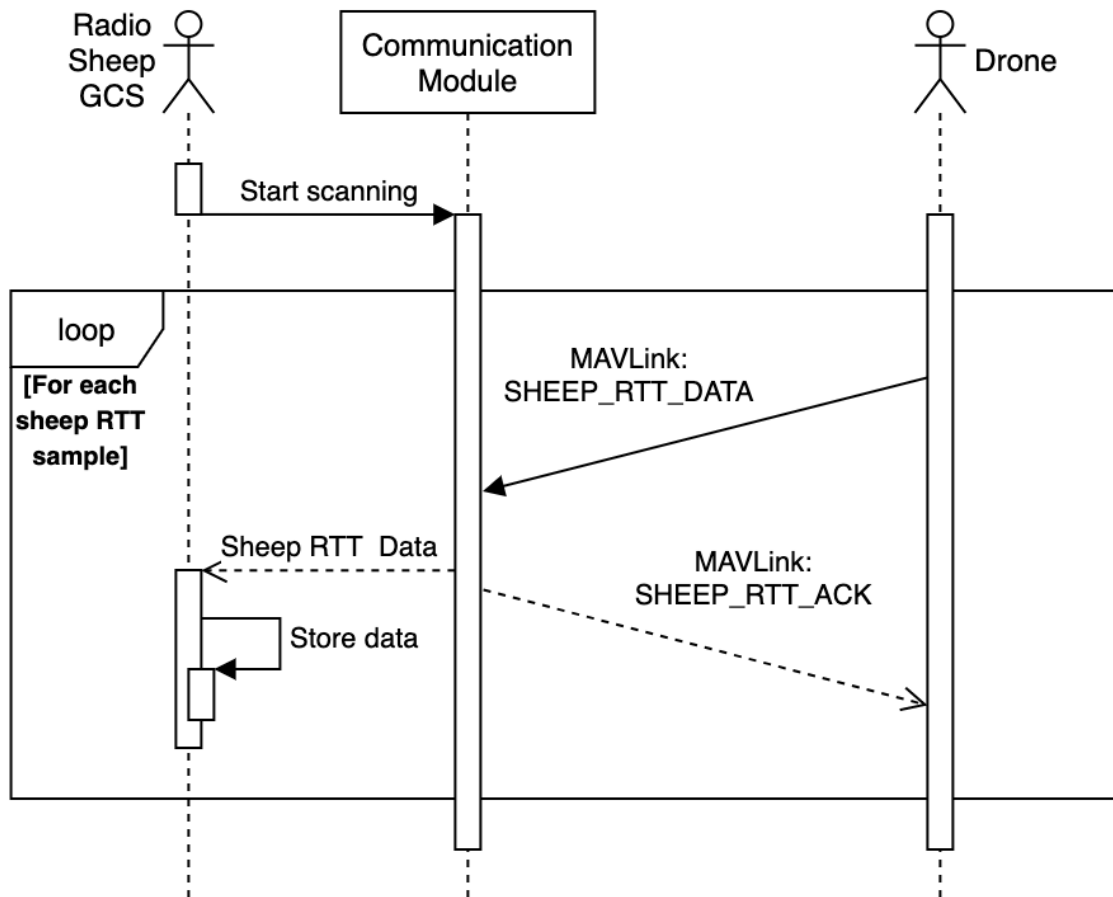 Radio
Sheep
GCS
Communication
Module
Drone
Start scanning
loop
[For each
sheep RTT
sample]
MAVLink:
SHEEP_RTT_DATA
Sheep RTT  Data
MAVLink:
SHEEP_RTT_ACK
Store data